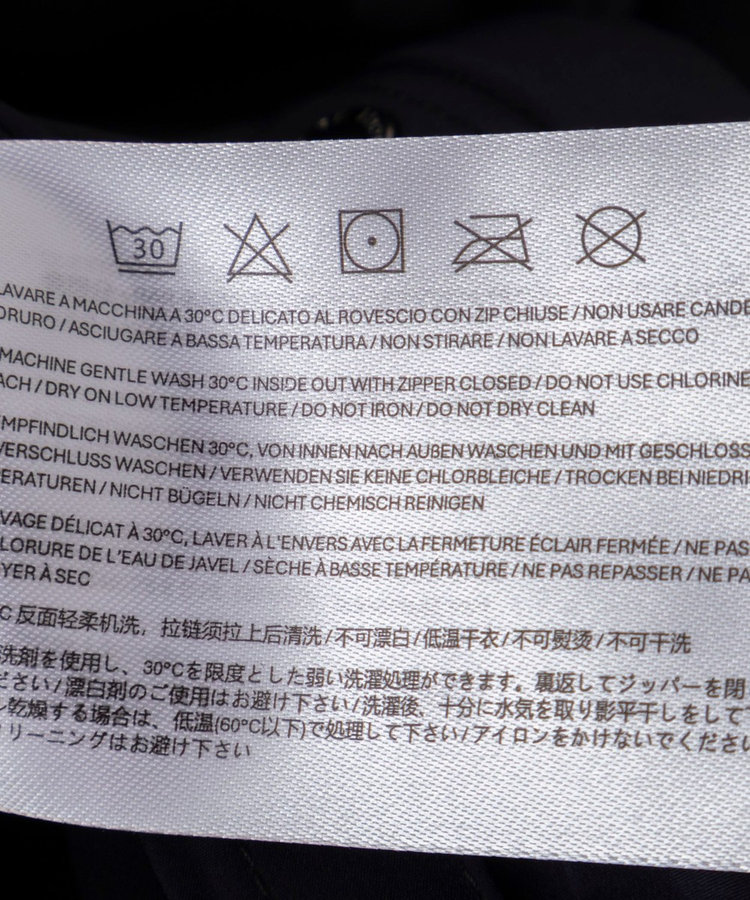 30
LAVARE A MACCHINA A 30°C DELICATO AL ROVESCIO CON ZIP CHIUSE / NON USARE CANDE
ORURO / ASCIUGARE A BASSA TEMPERATURA / NON STIRARE / NON LAVARE A SECCO
MACHINE GENTLE WASH 30°C INSIDE OUT WITH ZIPPER CLOSED / DO NOT USE CHLORINE
ACH / DRY ON LOW TEMPERATURE / DO NOT IRON / DO NOT DRY CLEAN
EMPFINDLICH WASCHEN 30°C, VON INNEN NACH AUßEN WASCHEN UND MIT GESCHLOSS
VERSCHLUSS WASCHEN / VERWENDEN SIE KEINE CHLORBLEICHE / TROCKEN BEI NIEDRI
ERATUREN / NICHT BÜGELN / NICHT CHEMISCH REINIGEN
VAGE DÉLICAT À 30°C, LAVER À L'ENVERS AVEC LA FERMETURE ÉCLAIR FERMÉE / NE PAS
LORURE DE L'EAU DE JAVEL / SÈCHE À BASSE TEMPÉRATURE / NE PAS REPASSER / NE PA
YER À SEC
C 反面轻柔机洗，拉链须拉上后清洗/不可漂白/低温干衣/不可熨烫/不可干洗
洗剤を使用し、30°Cを限度とした弱い洗濯処理ができます。裏返してジッパーを閉
ださい/漂白剤のご使用はお避け下さい/洗濯後、十分に水気を取り影平干しをして
し乾燥する場合は、低温(60°C以下)で処理して下さい/アイロンをかけないでくださ
クリーニングはお避け下さい